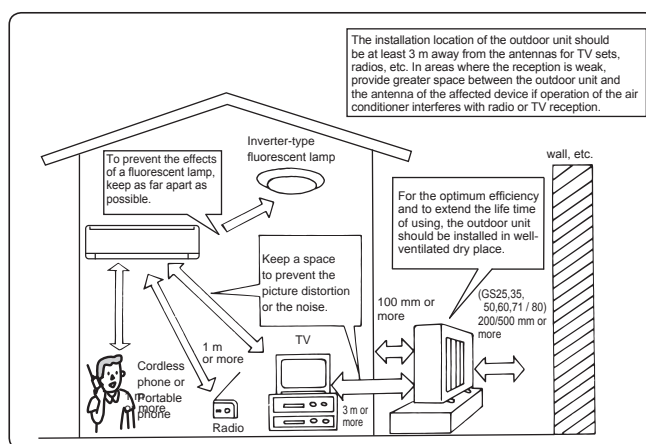 The installation location of the outdoor unit should
be at least 3 m away from the antennas for TV sets,
radios, etc. In areas where the reception is weak,
provide greater space between the outdoor unit and
the antenna of the affected device if operation of the air
conditioner interferes with radio or TV reception.
Inverter-type
fluorescent lamp
wall, etc.
To prevent the effects
of a fluorescent lamp,
keep as far apart as
possible.
For the optimum efficiency
and to extend the life time
of using, the outdoor unit
should be installed in well-
ventilated dry place.
Keep a space
to prevent the
picture distortion
or the noise.
100 mm or
more
(GS25,35,
50,60,71 / 80)
200/500 mm or
more
1 m
or more
TV
Cordless
phone or
Portable
phone
more
Radio
3 m or
more